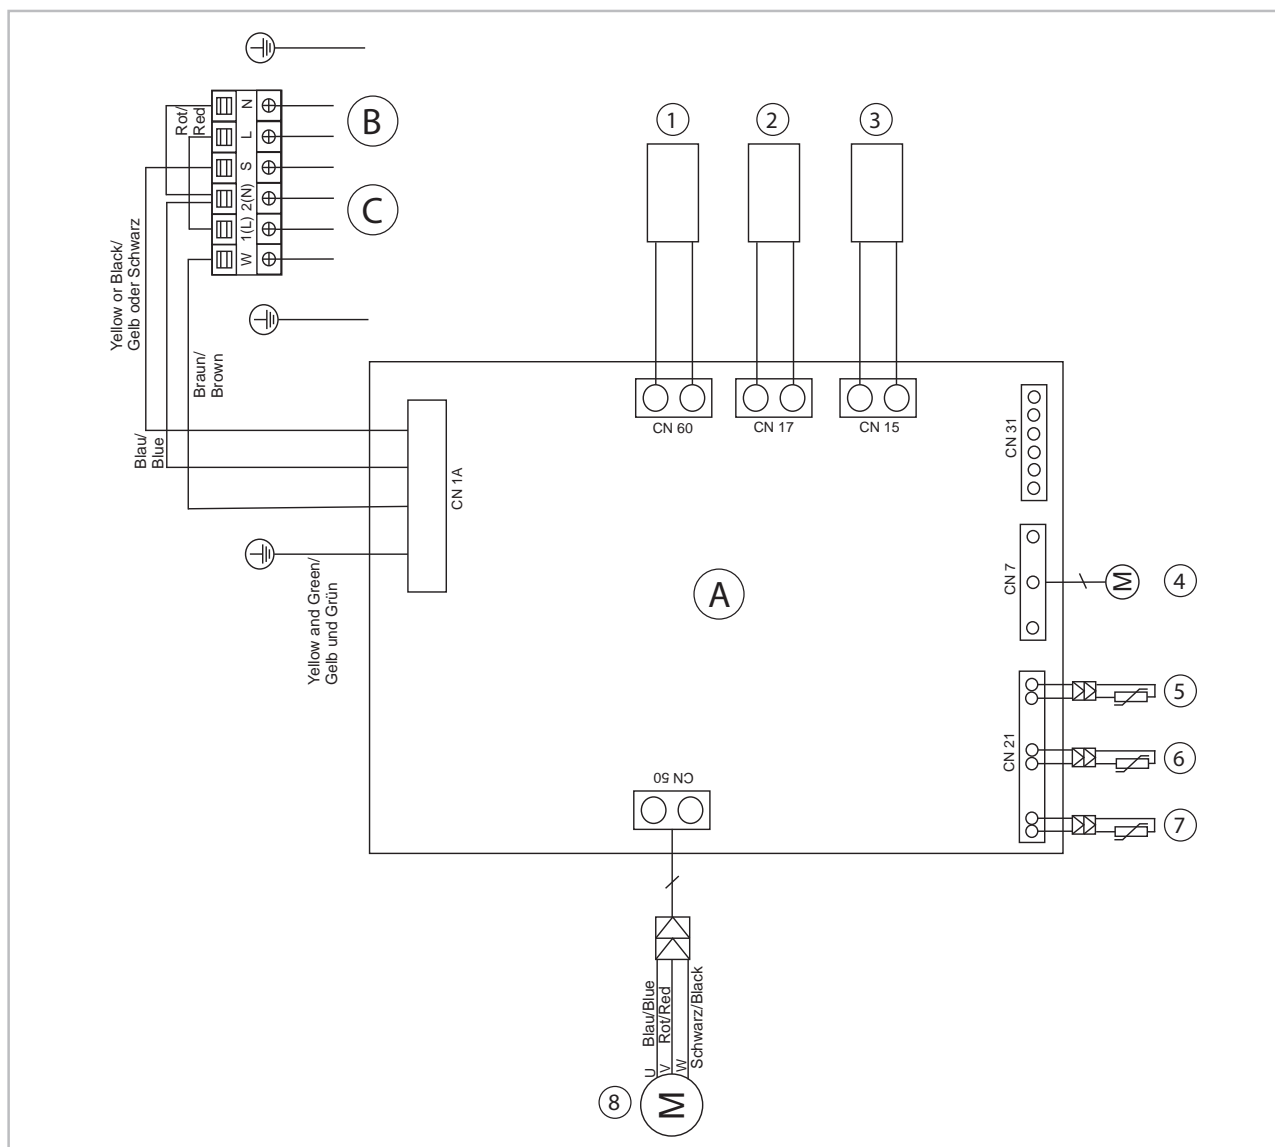 N
L
S
2(N)
1(L)
W
Rot/
Red
B
C
1
2
3
Yellow or Black/
Gelb oder Schwarz
Braun/
Brown
Blau/
Blue
CN 60
CN 17
CN 15
CN 31
CN 1A
Yellow and Green/
Gelb und Grün
A
CN 7
M
4
CN 21
5
6
7
CN 50
U
Blau/Blue
V
Rot/Red
W
Schwarz/Black
8
M